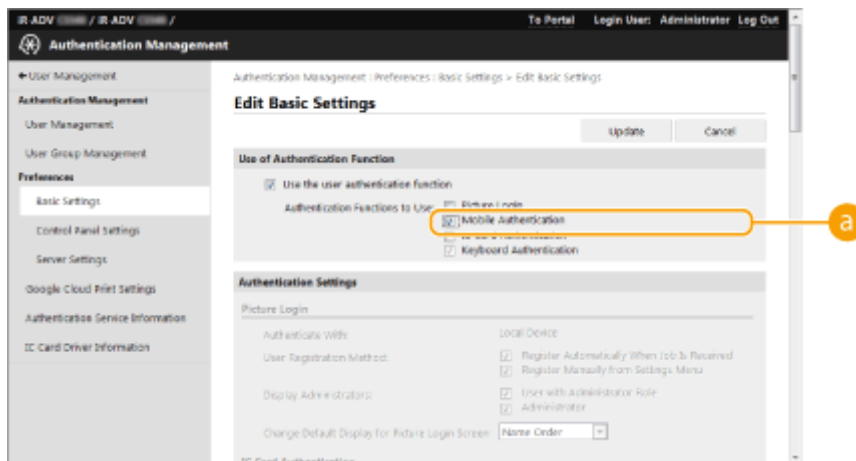 iR-ADV / iR-ADV /
To Portal Login User: Administrator Log Out
Authentication Management
User Management
Authentication Management
User Management
User Group Management
Preferences
Basic Settings
Control Panel Settings
Server Settings
Google Cloud Print Settings
Authentication Service Information
IC Card Driver Information
Authentication Management : Preferences : Basic Settings > Edit Basic Settings
Edit Basic Settings
Update Cancel
Use of Authentication Function
Use the user authentication function
Authentication Functions to Use: Picture Login
Mobile Authentication
a
Keyboard Authentication
Authentication Settings
Picture Login
Authenticate With: Local Device
User Registration Method: Register Automatically When Job Is Received
Register Manually from Settings Menu
Display Administrators: User with Administrator Role
Administrator
Change Default Display for Picture Login Screen: Name Order